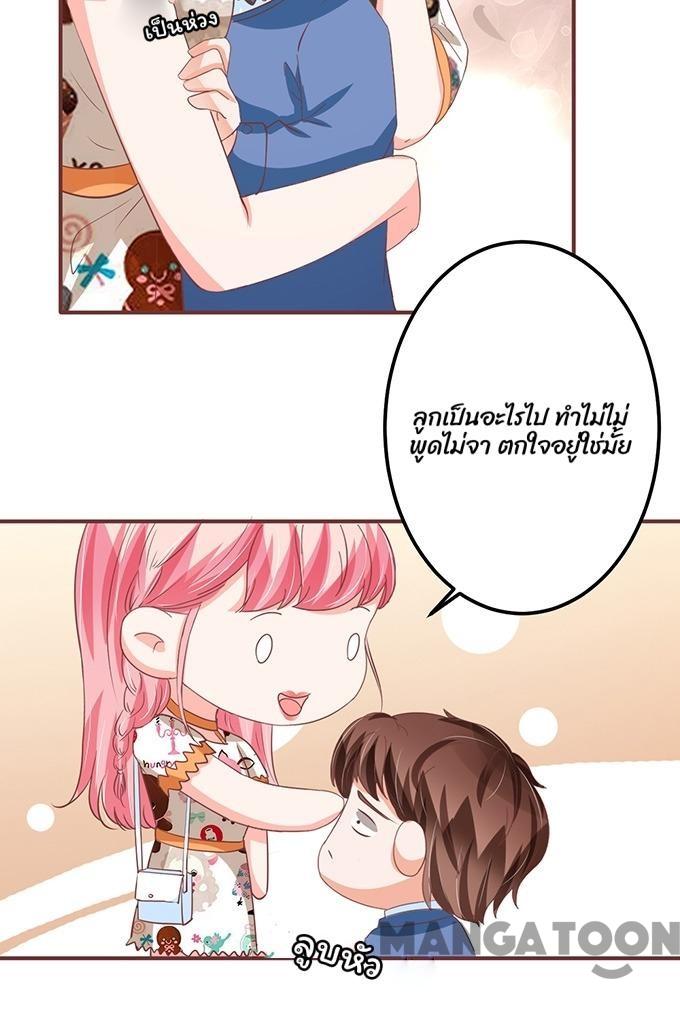 เป็นห่วง
ลูกเป็นอะไรไป ทำไมไม่
พูดไม่จา ตกใจอยู่ใช่มั้ย
hungry
ลูบหัว
MANGATOON